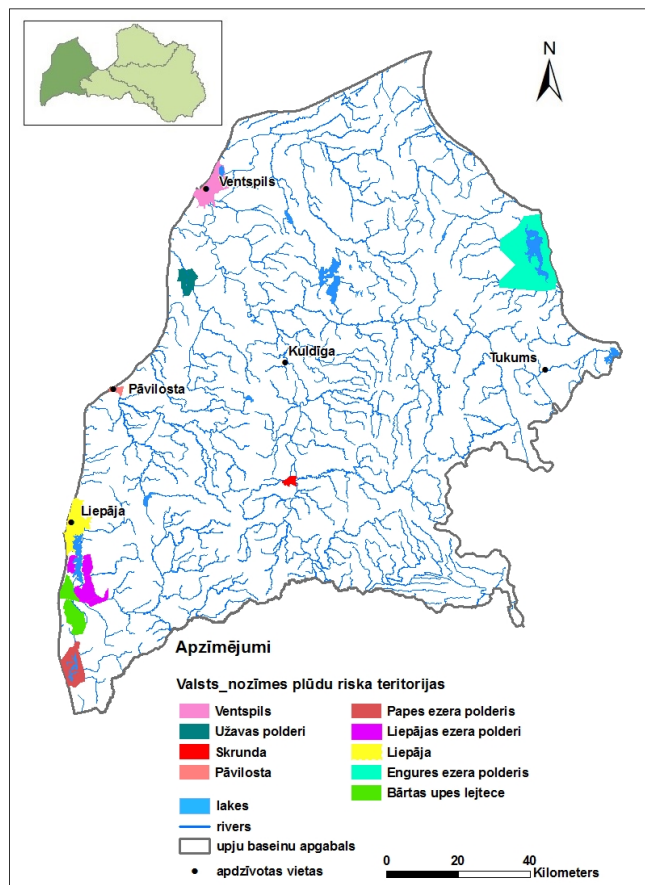 N
Ventspils
Kuldīga
Tukums
Pāvilosta
Liepāja
Apzīmējumi
Valsts_nozīmes plūdu riska teritorijas
Ventspils
Užavas polderi
Skrunda
Pāvilosta
Papes ezera polderis
Liepājas ezera polderi
Liepāja
Engures ezera polderis
Bārtas upes lejtece
lakes
rivers
upju baseinu apgabals
apdzīvotas vietas
0 20 40
Kilometers